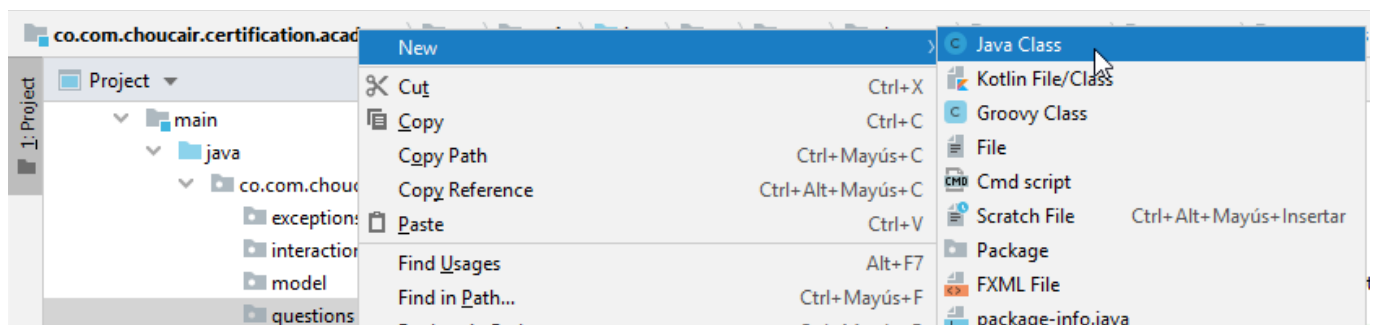 co.com.choucair.certification.acad
1: Project
Project
main
java
co.com.chouc
exceptions
interaction
model
questions
New
Cut Ctrl+X
Copy Ctrl+C
Copy Path Ctrl+Mayús+C
Copy Reference Ctrl+Alt+Mayús+C
Paste Ctrl+V
Find Usages Alt+F7
Find in Path... Ctrl+Mayús+F
Java Class
Kotlin File/Class
Groovy Class
File
Cmd script
Scratch File Ctrl+Alt+Mayús+Insertar
Package
FXML File
package-info.java